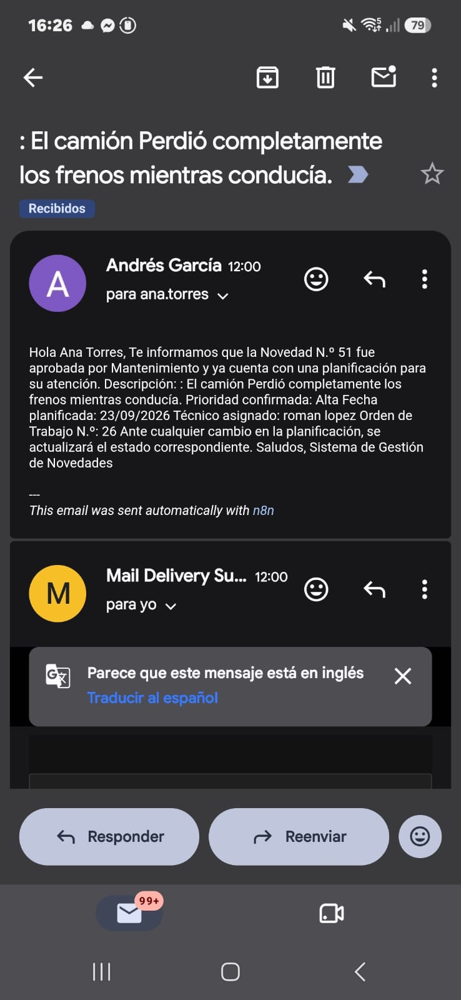 16:26
5
79
: El camión Perdió completamente
los frenos mientras conducía.
Recibidos
A
Andrés García 12:00
para ana.torres
Hola Ana Torres, Te informamos que la Novedad N.º 51 fue
aprobada por Mantenimiento y ya cuenta con una planificación para
su atención. Descripción: : El camión Perdió completamente los
frenos mientras conducía. Prioridad confirmada: Alta Fecha
planificada: 23/09/2026 Técnico asignado: roman lopez Orden de
Trabajo N.º: 26 Ante cualquier cambio en la planificación, se
actualizará el estado correspondiente. Saludos, Sistema de Gestión
de Novedades
---
This email was sent automatically with n8n
M
Mail Delivery Su... 12:00
para yo
G
Parece que este mensaje está en inglés
Traducir al español
Responder
Reenviar
99+